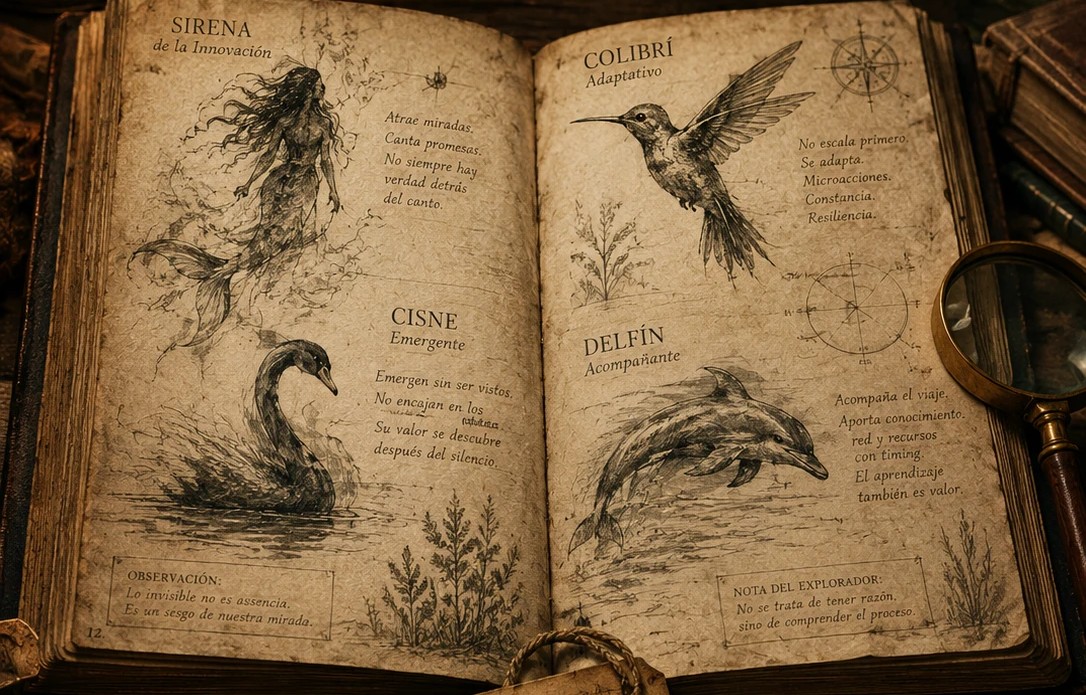 SIRENA
de la Innovación
Atrae miradas.
Canta promesas.
No siempre hay
verdad detrás
del canto.
CISNE
Emergente
Emergen sin ser vistos.
No encajan en los
Su valor se descubre
después del silencio.
OBSERVACIÓN:
Lo invisible no es assencia.
Es un sesgo de nuestra mirada.
12.
COLIBRÍ
Adaptativo
No escala primero.
Se adapta.
Microacciones.
Constancia.
Resiliencia.
DELFÍN
Acompañante
Acompaña el viaje.
Aporta conocimiento.
red y recursos
con timing.
El aprendizaje
también es valor.
NOTA DEL EXPLORADOR:
No se trata de tener razón.
sino de comprender el proceso.